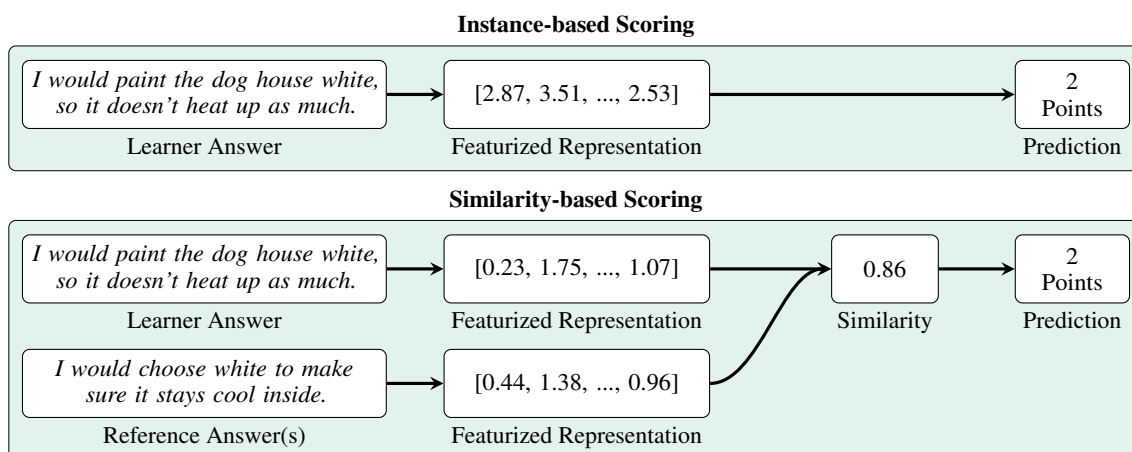 Instance-based Scoring
I would paint the dog house white,
so it doesn't heat up as much.
Learner Answer
[2.87, 3.51, ..., 2.53]
Featurized Representation
2
Points
Prediction
Similarity-based Scoring
I would paint the dog house white,
so it doesn't heat up as much.
Learner Answer
[0.23, 1.75, ..., 1.07]
Featurized Representation
0.86
Similarity
2
Points
Prediction
I would choose white to make
sure it stays cool inside.
Reference Answer(s)
[0.44, 1.38, ..., 0.96]
Featurized Representation